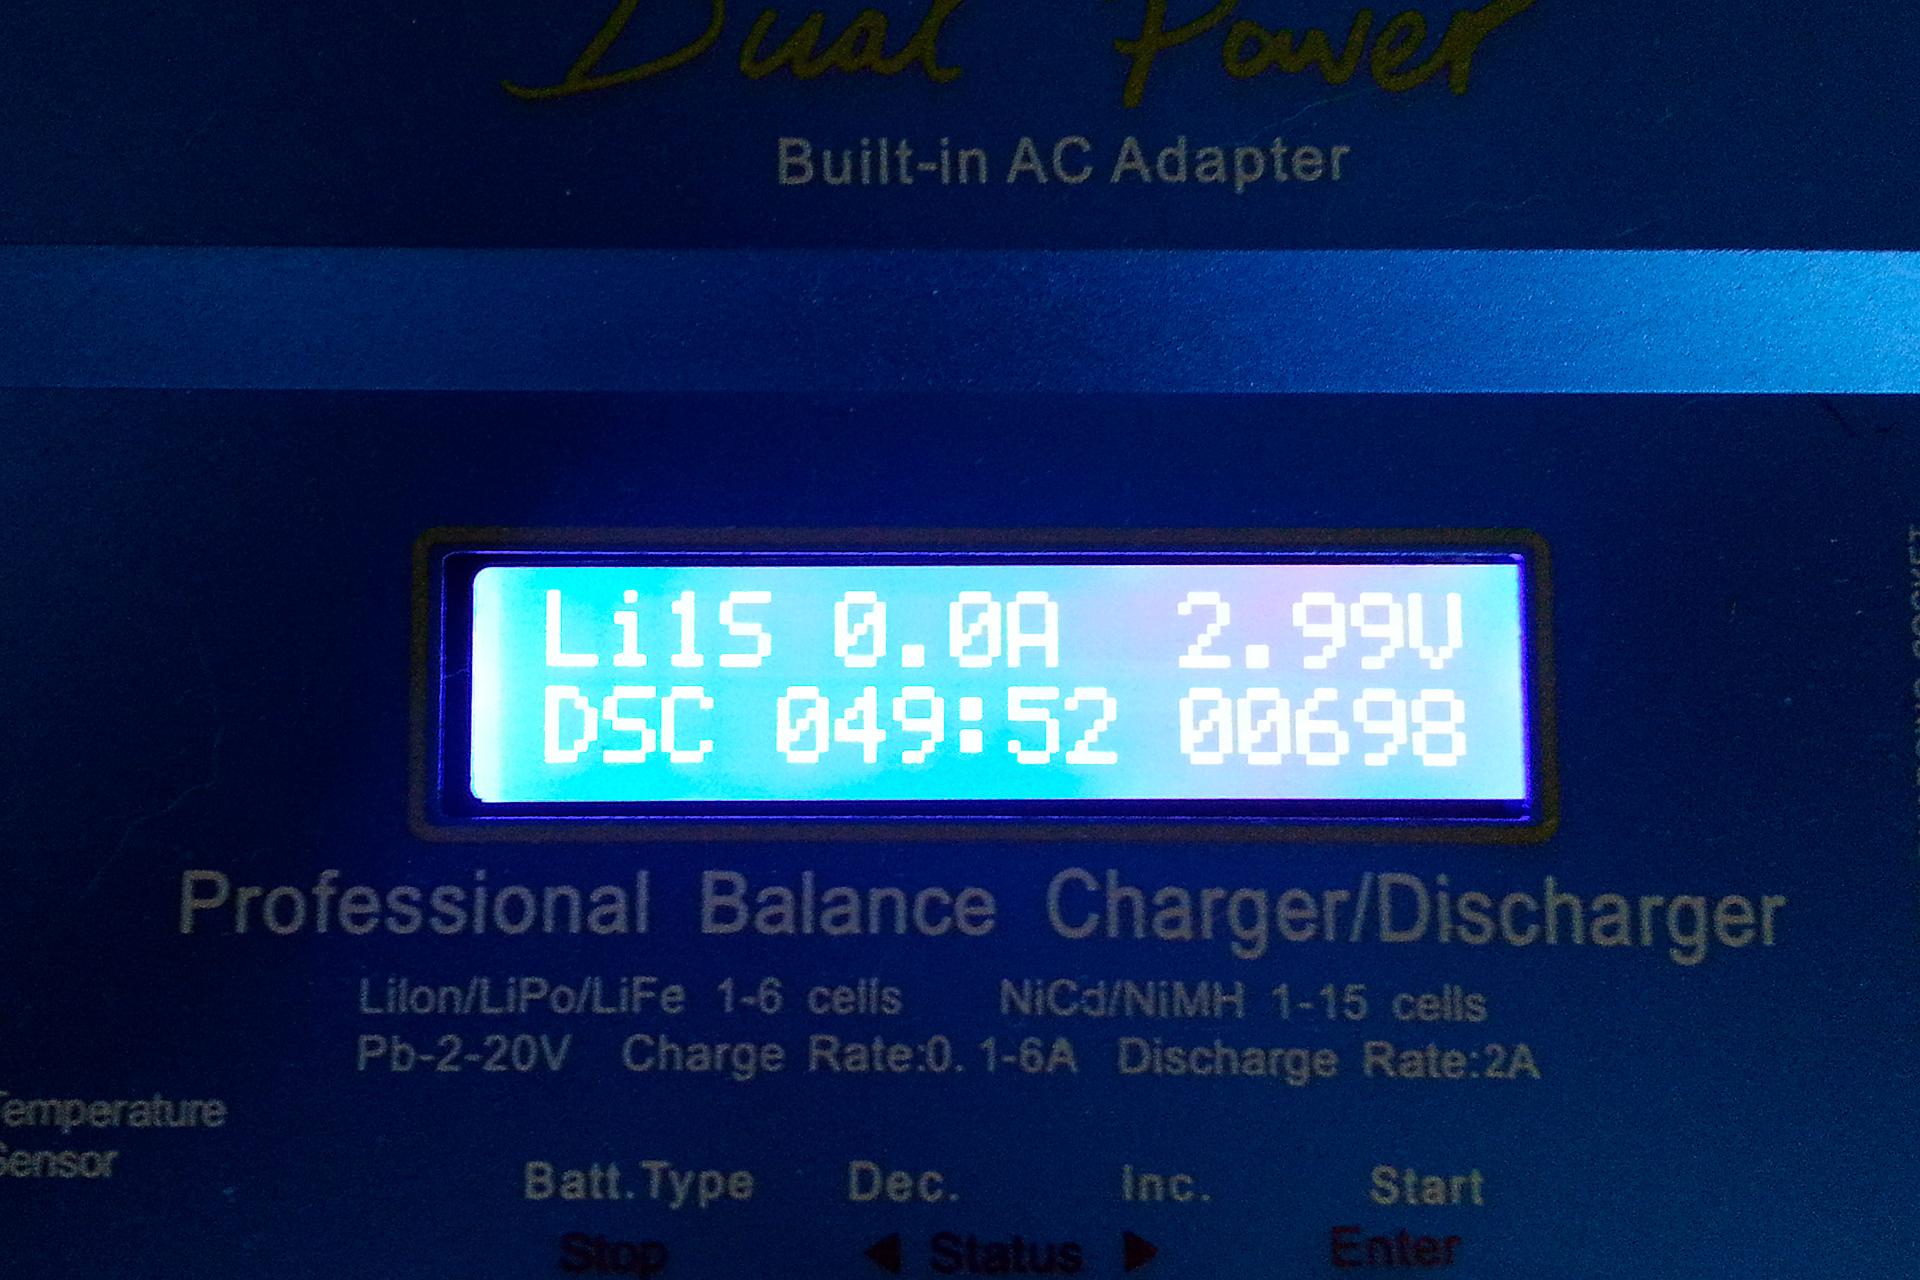 Dual Power
Built-in AC Adapter
Li1S 0.0A 2.99V
DSC 049:52 00698
Professional Balance Charger/Discharger
LiIon/LiPo/LiFe 1-6 cells NiCd/NiMH 1-15 cells
Pb-2-20V Charge Rate:0.1-6A Discharge Rate:2A
Temperature
Sensor
Batt.Type Dec. Inc. Start
Stop ◀ Status ▶ Enter